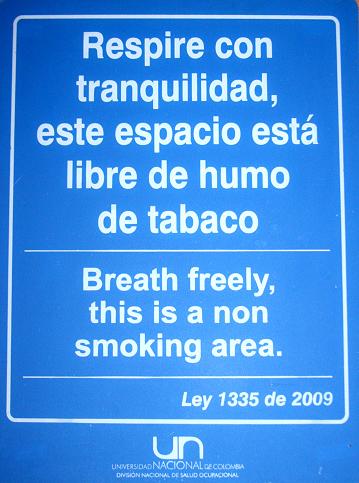 Respire con
tranquilidad,
este espacio está
libre de humo
de tabaco
Breath freely,
this is a non
smoking area.
Ley 1335 de 2009
un
UNIVERSIDAD NACIONAL DE COLOMBIA
DIVISIÓN NACIONAL DE SALUD OCUPACIONAL